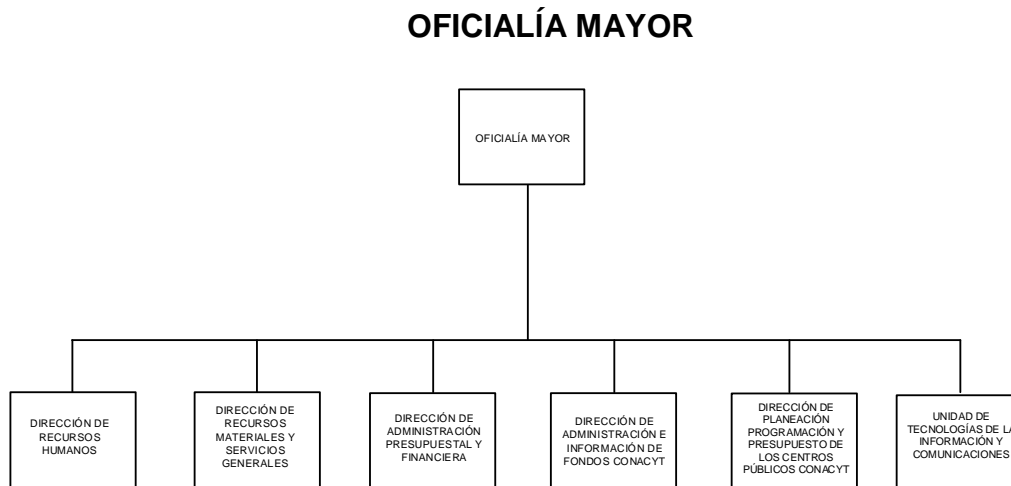 OFICIALÍA MAYOR
OFICIALÍA MAYOR
DIRECCIÓN DE
RECURSOS
HUMANOS
DIRECCIÓN DE
RECURSOS
MATERIALES Y
SERVICIOS
GENERALES
DIRECCIÓN DE
ADMINISTRACIÓN
PRESUPUESTAL Y
FINANCIERA
DIRECCIÓN DE
ADMINISTRACIÓN E
INFORMACIÓN DE
FONDOS CONACYT
DIRECCIÓN DE
PLANEACIÓN
PROGRAMACIÓN Y
PRESUPUESTO DE
LOS CENTROS
PÚBLICOS CONACYT
UNIDAD DE
TECNOLOGÍAS DE LA
INFORMACIÓN Y
COMUNICACIONES